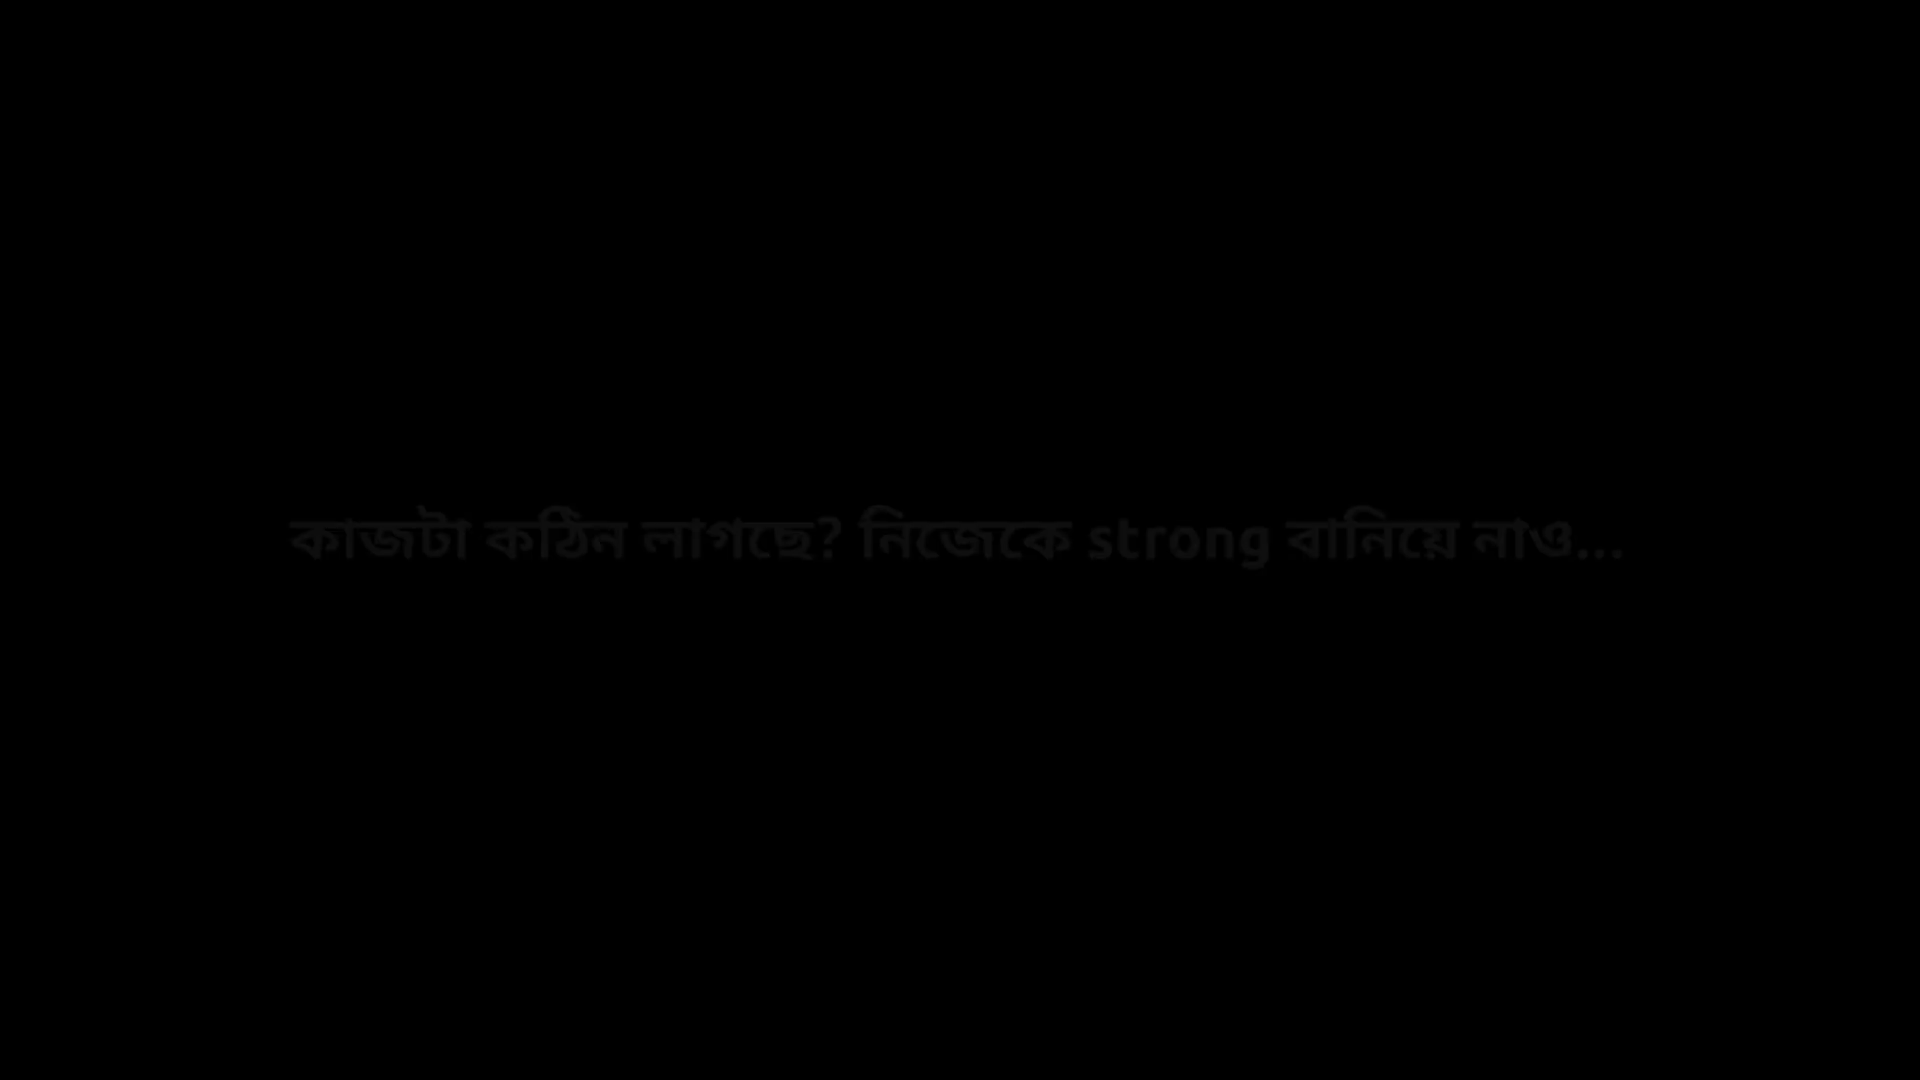 কাজটা কঠিন লাগছে? নিজেকে strong বানিয়ে নাও...